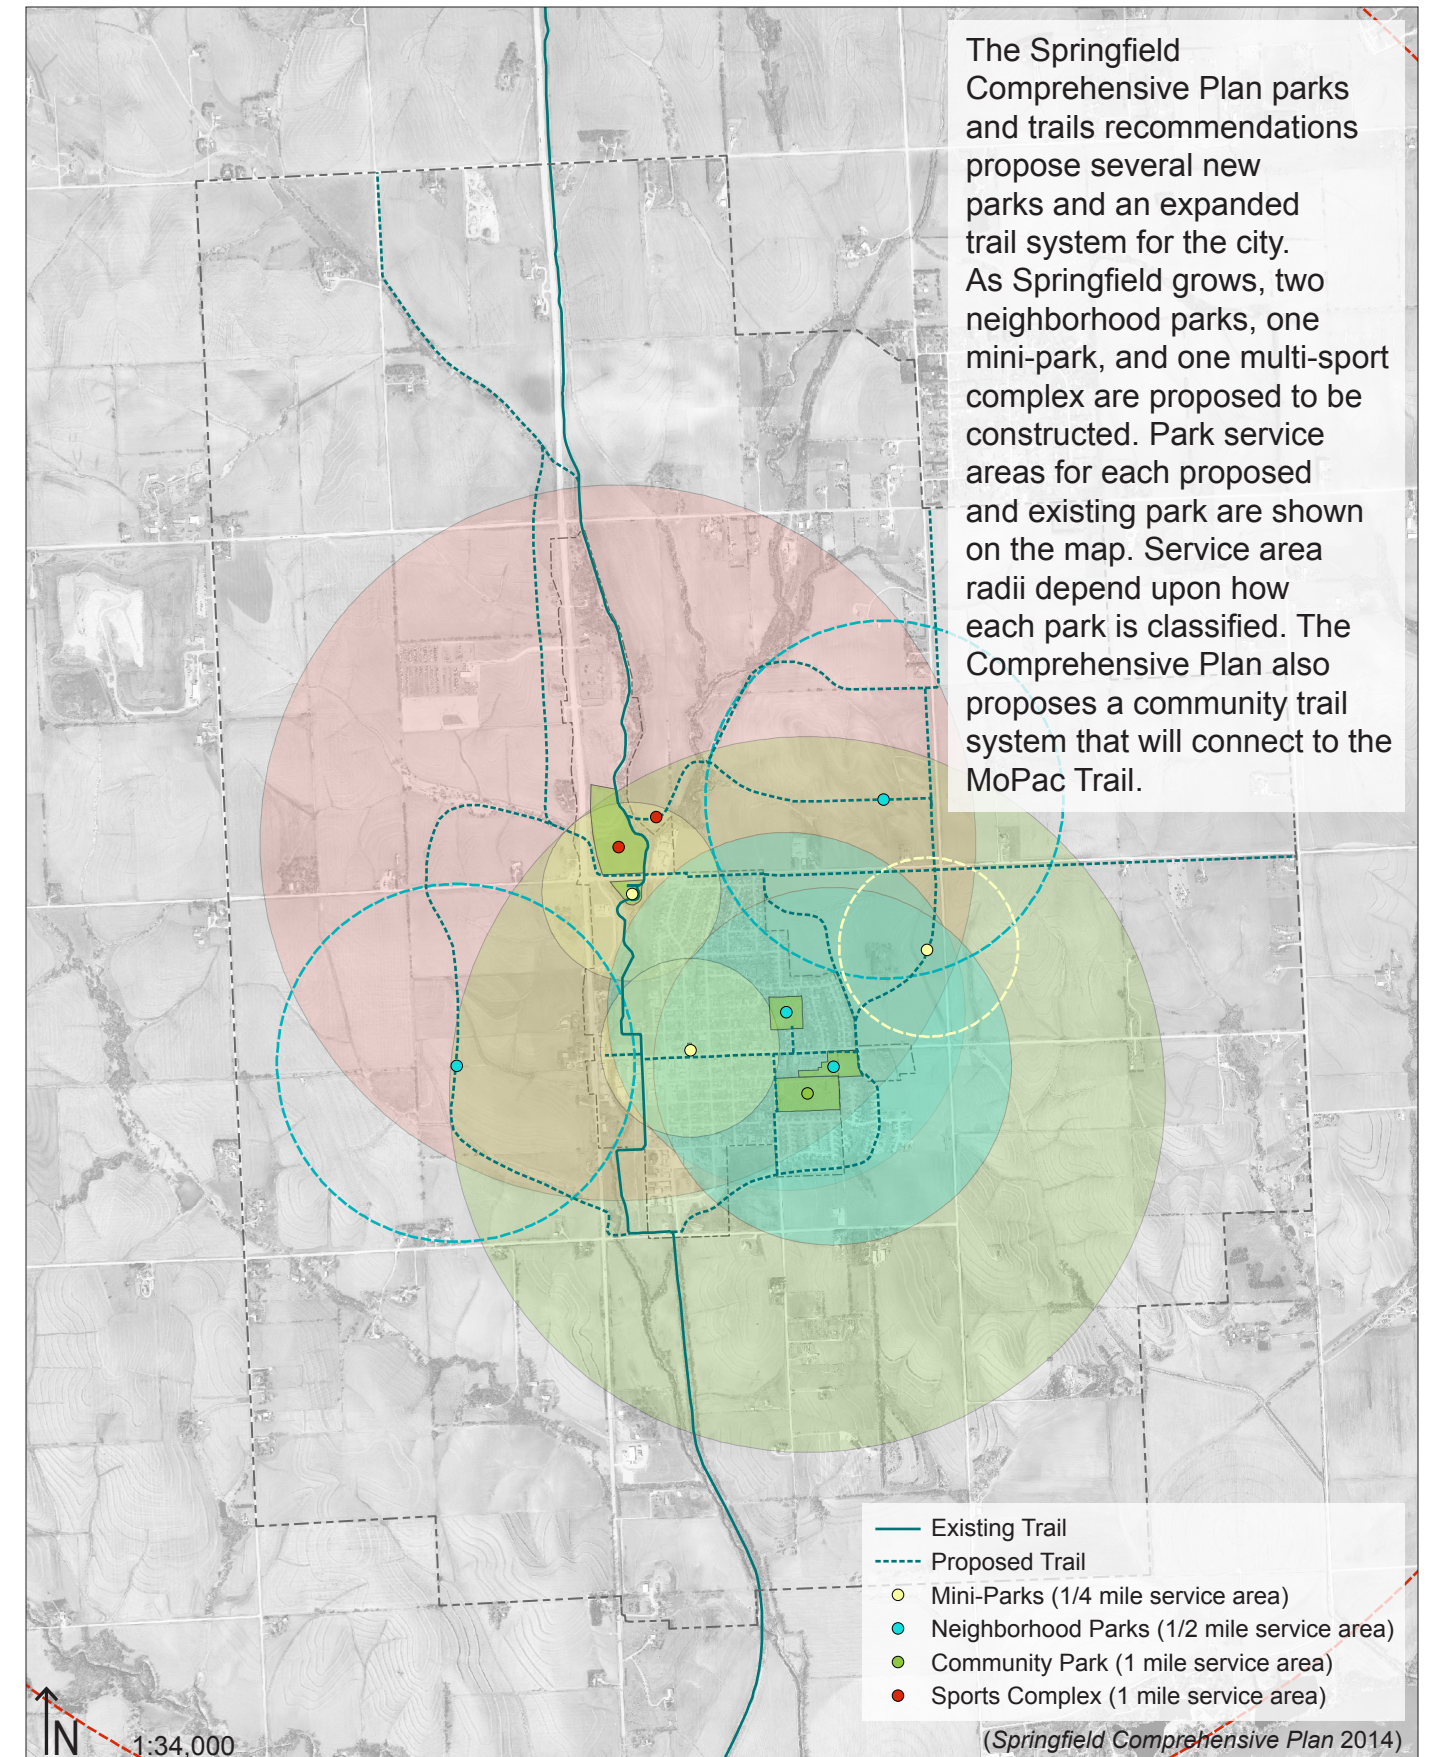 The Springfield
Comprehensive Plan parks
and trails recommendations
propose several new
parks and an expanded
trail system for the city.
As Springfield grows, two
neighborhood parks, one
mini-park, and one multi-sport
complex are proposed to be
constructed. Park service
areas for each proposed
and existing park are shown
on the map. Service area
radii depend upon how
each park is classified. The
Comprehensive Plan also
proposes a community trail
system that will connect to the
MoPac Trail.
Existing Trail
Proposed Trail
Mini-Parks (1/4 mile service area)
Neighborhood Parks (1/2 mile service area)
Community Park (1 mile service area)
Sports Complex (1 mile service area)
(Springfield Comprehensive Plan 2014)
N
1:34,000